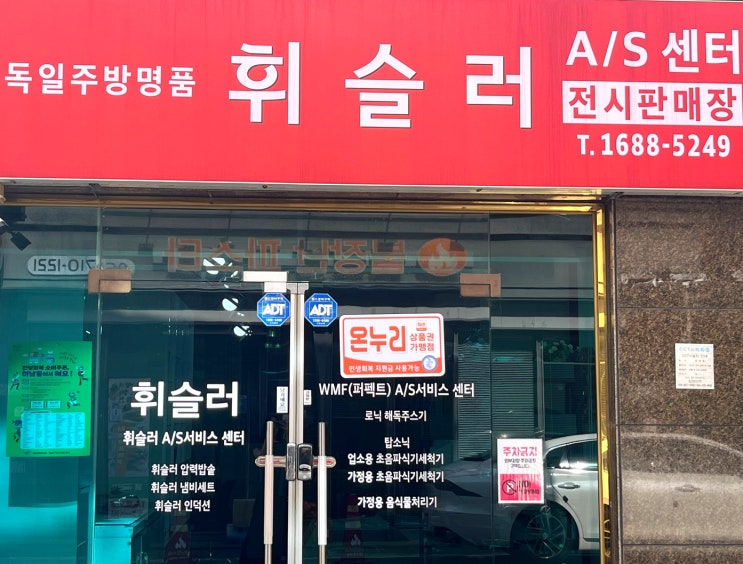 독일주방명품
휘슬러
A/S 센터
전시판매장
T. 1688-5249
710-1221
ADT
ADT
온누리
상품권
가맹점
민생회복 지원금 사용가능
휘슬러
휘슬러 A/S서비스 센터
휘슬러 압력밥솥
휘슬러 냄비세트
휘슬러 인덕션
WMF(퍼펙트) A/S서비스 센터
로닉 해독주스기
탑소닉
업소용 초음파식기세척기
가정용 초음파식기세척기
가정용 음식물처리기
주차금지